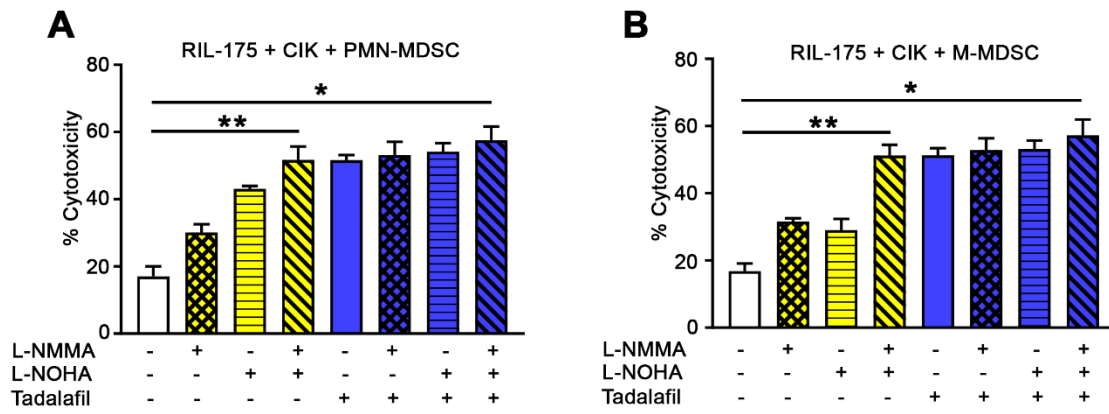 A
RIL-175 + CIK + PMN-MDSC
% Cytotoxicity
80
60
40
20
0
*
**
L-NMMA - + - + - + - +
L-NOHA - - + + - - + +
Tadalafil - - - - + + + +
B
RIL-175 + CIK + M-MDSC
% Cytotoxicity
80
60
40
20
0
*
**
L-NMMA - + - + - + - +
L-NOHA - - + + - - + +
Tadalafil - - - - + + + +